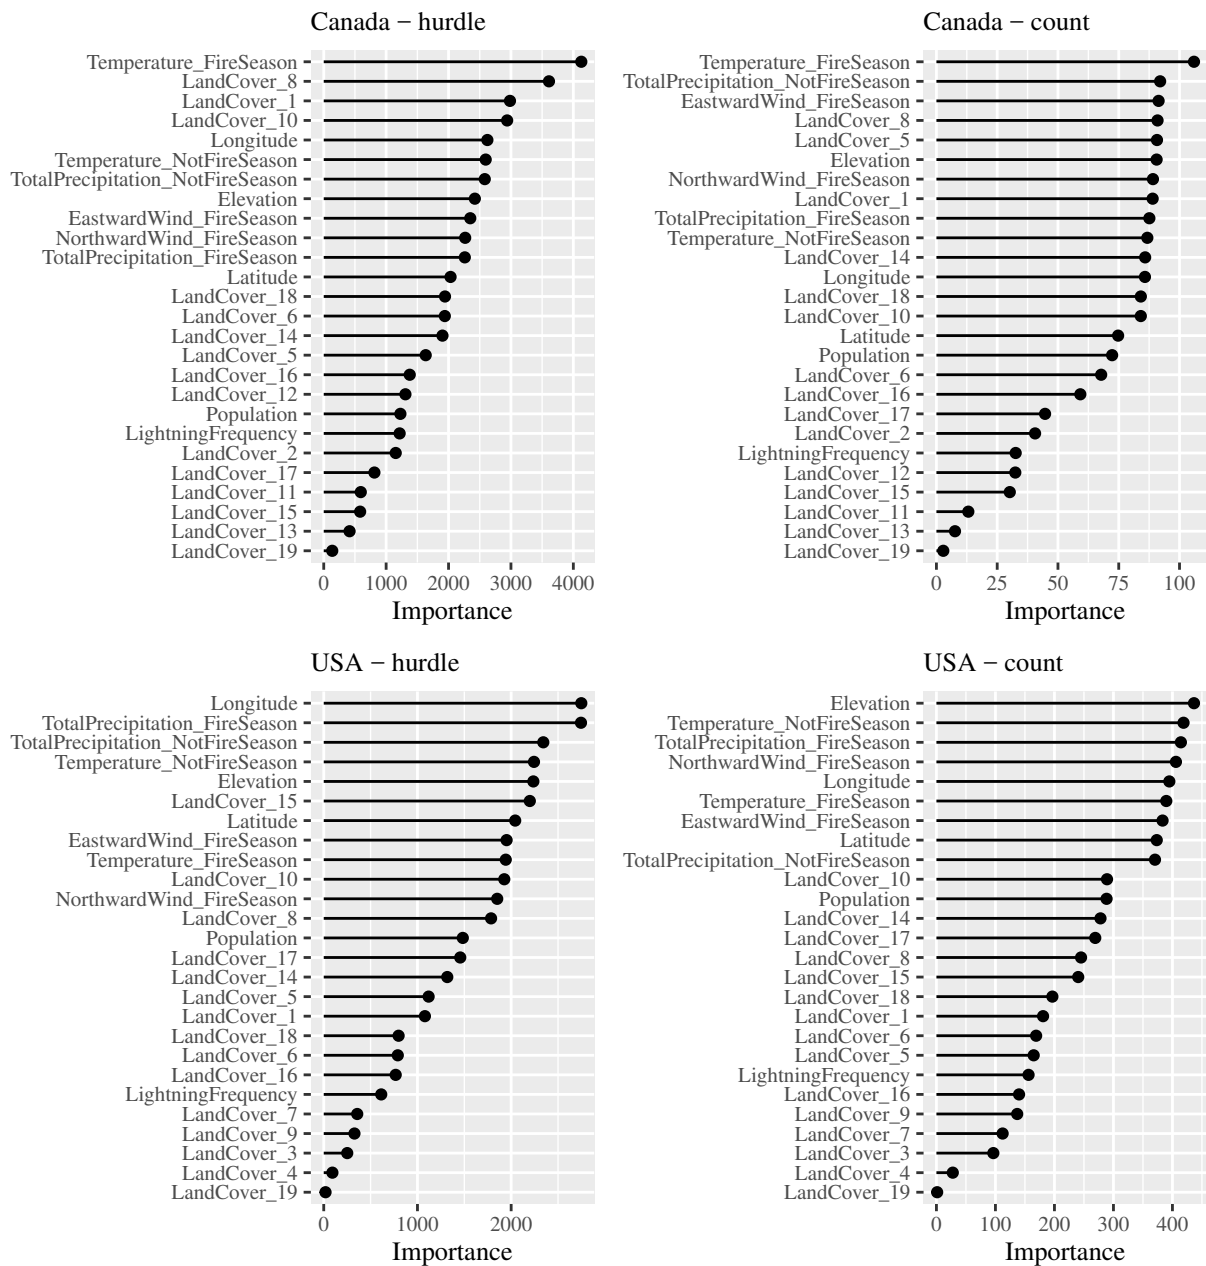 Canada − hurdle
Temperature_FireSeason
LandCover_8
LandCover_1
LandCover_10
Longitude
Temperature_NotFireSeason
TotalPrecipitation_NotFireSeason
Elevation
EastwardWind_FireSeason
NorthwardWind_FireSeason
TotalPrecipitation_FireSeason
Latitude
LandCover_18
LandCover_6
LandCover_14
LandCover_5
LandCover_16
LandCover_12
Population
LightningFrequency
LandCover_2
LandCover_17
LandCover_11
LandCover_15
LandCover_13
LandCover_19
0 1000 2000 3000 4000
Importance
Canada − count
Temperature_FireSeason
TotalPrecipitation_NotFireSeason
EastwardWind_FireSeason
LandCover_8
LandCover_5
Elevation
NorthwardWind_FireSeason
LandCover_1
TotalPrecipitation_FireSeason
Temperature_NotFireSeason
LandCover_14
Longitude
LandCover_18
LandCover_10
Latitude
Population
LandCover_6
LandCover_16
LandCover_17
LandCover_2
LightningFrequency
LandCover_12
LandCover_15
LandCover_11
LandCover_13
LandCover_19
0 25 50 75 100
Importance
USA − hurdle
Longitude
TotalPrecipitation_FireSeason
TotalPrecipitation_NotFireSeason
Temperature_NotFireSeason
Elevation
LandCover_15
Latitude
EastwardWind_FireSeason
Temperature_FireSeason
LandCover_10
NorthwardWind_FireSeason
LandCover_8
Population
LandCover_17
LandCover_14
LandCover_5
LandCover_1
LandCover_18
LandCover_6
LandCover_16
LightningFrequency
LandCover_7
LandCover_9
LandCover_3
LandCover_4
LandCover_19
0 1000 2000
Importance
USA − count
Elevation
Temperature_NotFireSeason
TotalPrecipitation_FireSeason
NorthwardWind_FireSeason
Longitude
Temperature_FireSeason
EastwardWind_FireSeason
Latitude
TotalPrecipitation_NotFireSeason
LandCover_10
Population
LandCover_14
LandCover_17
LandCover_8
LandCover_15
LandCover_18
LandCover_1
LandCover_6
LandCover_5
LightningFrequency
LandCover_16
LandCover_9
LandCover_7
LandCover_3
LandCover_4
LandCover_19
0 100 200 300 400
Importance